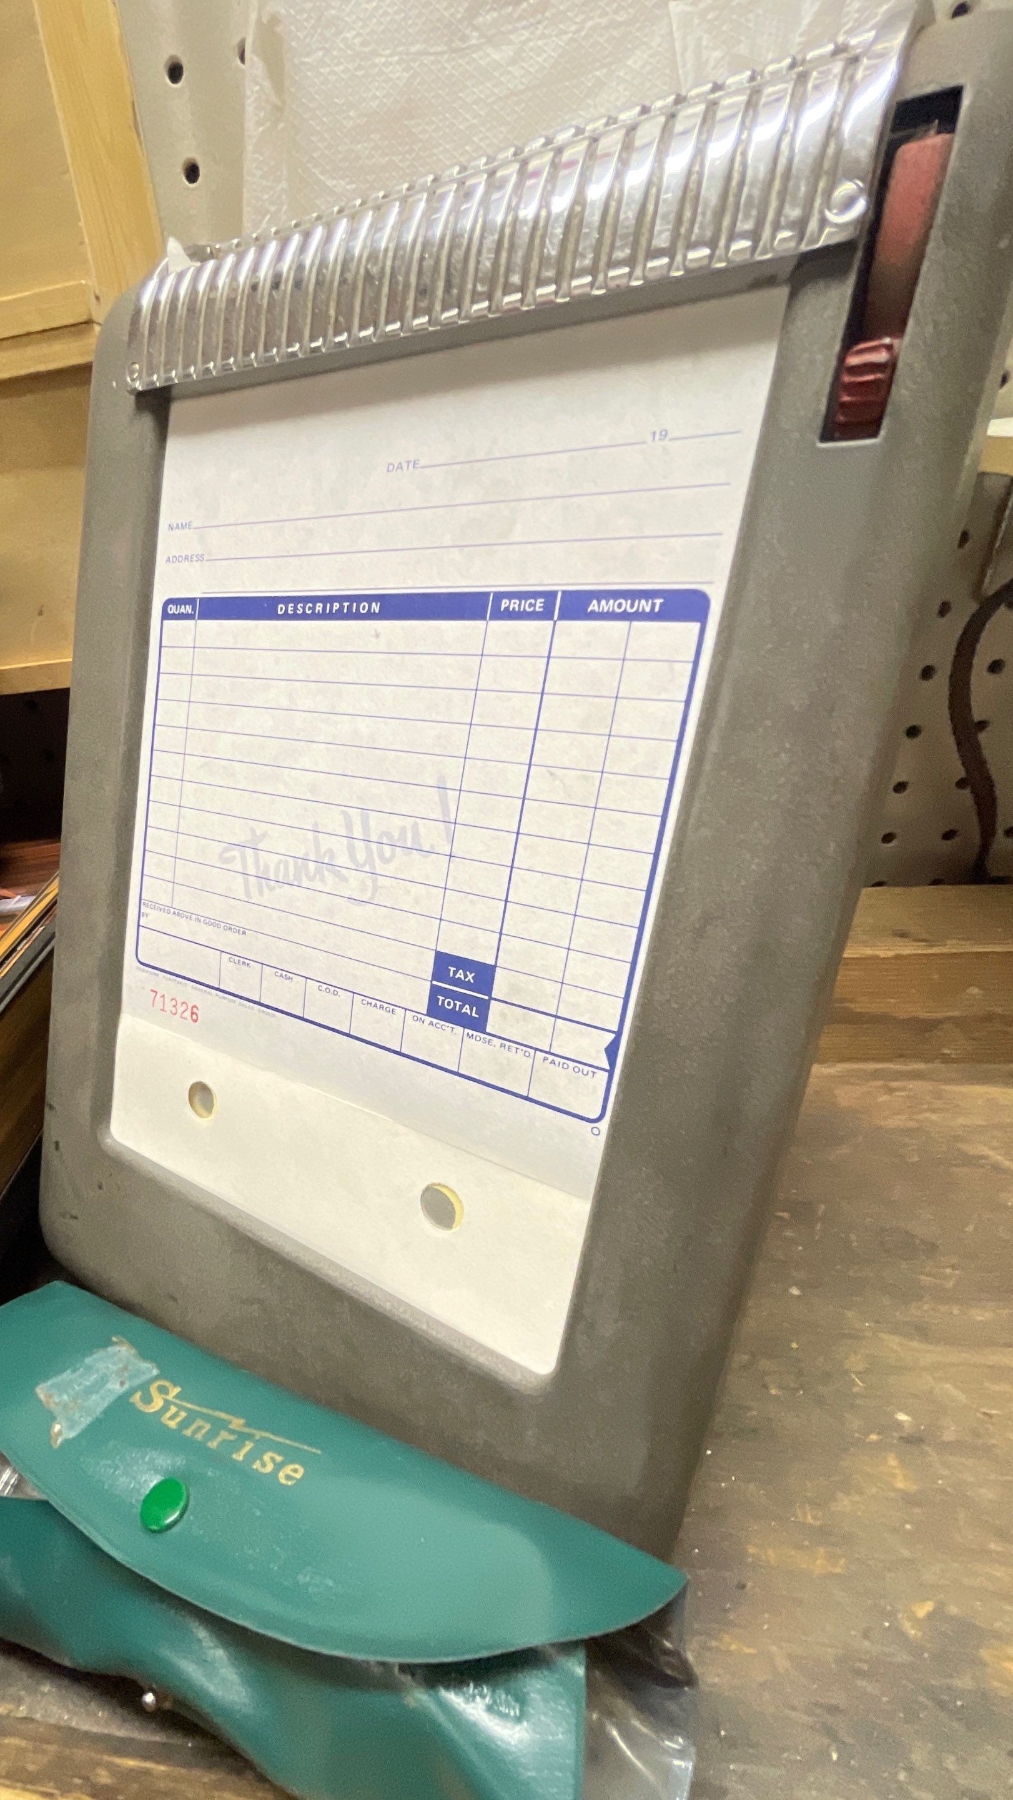 DATE 19
NAME
ADDRESS
QUAN. DESCRIPTION PRICE AMOUNT
Thank You!
RECEIVED ABOVE IN GOOD ORDER
BY
TAX
TOTAL
CLERK CASH C.O.D. CHARGE ON ACC'T. MDSE. RET'D. PAID OUT
71326
Sunrise